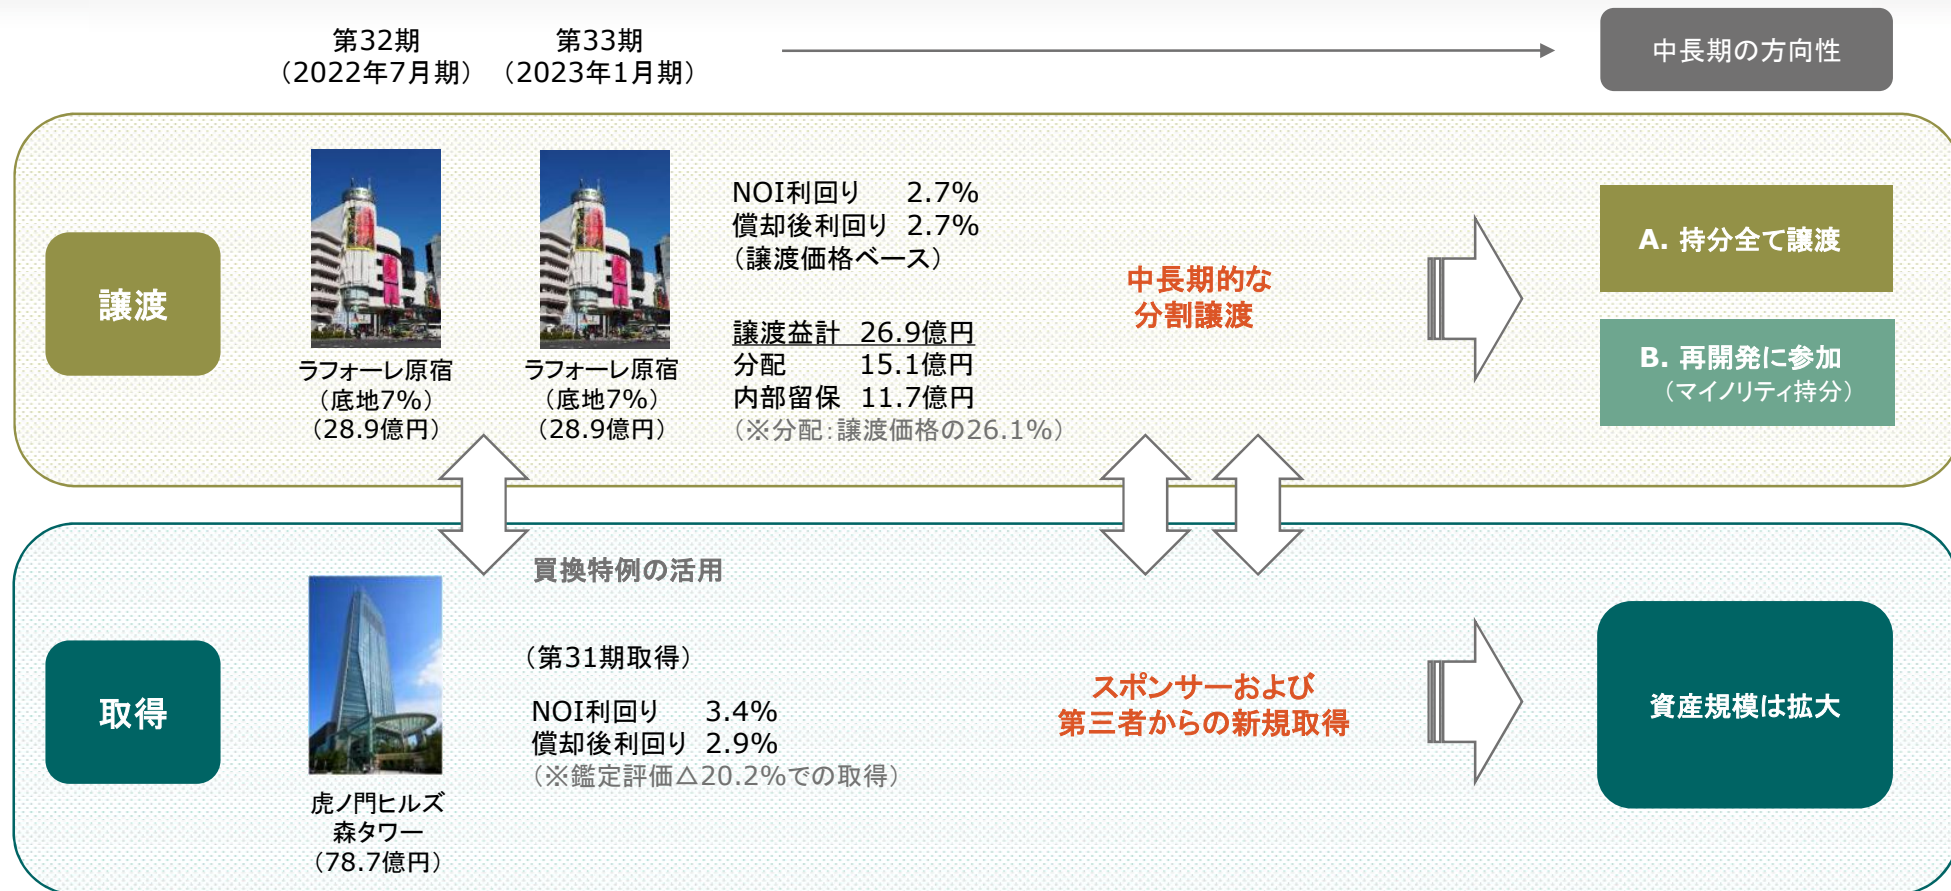 第32期
（2022年7月期）
第33期
（2023年1月期）
中長期の方向性
譲渡
ラフォーレ原宿
（底地7%）
（28.9億円）
ラフォーレ原宿
（底地7%）
（28.9億円）
NOI利回り 2.7%
償却後利回り 2.7%
（譲渡価格ベース）
譲渡益計 26.9億円
分配 15.1億円
内部留保 11.7億円
（※分配：譲渡価格の26.1%）
中長期的な
分割譲渡
A. 持分全て譲渡
B. 再開発に参加
（マイノリティ持分）
買換特例の活用
取得
虎ノ門ヒルズ
森タワー
（78.7億円）
（第31期取得）
NOI利回り 3.4%
償却後利回り 2.9%
（※鑑定評価△20.2%での取得）
スポンサーおよび
第三者からの新規取得
資産規模は拡大